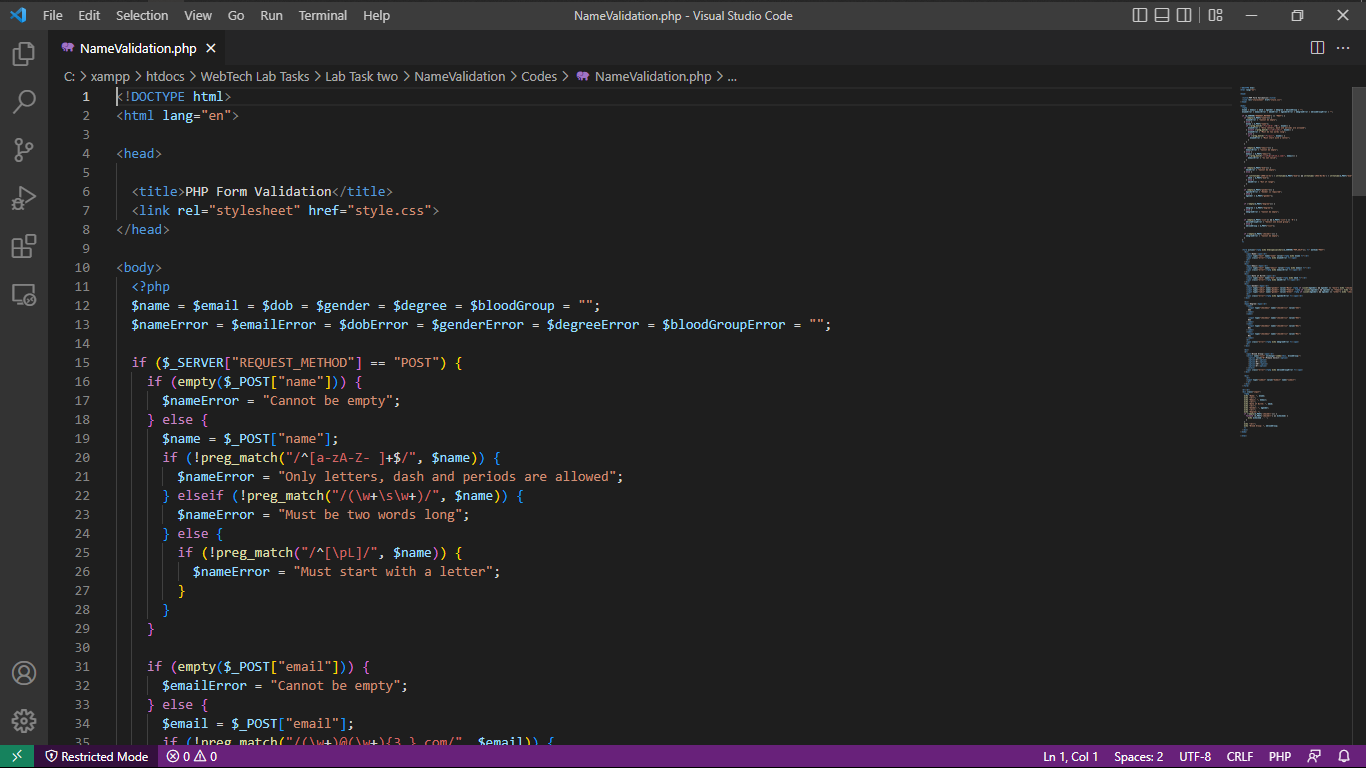 File Edit Selection View Go Run Terminal Help NameValidation.php - Visual Studio Code
NameValidation.php
C: > xampp > htdocs > WebTech Lab Tasks > Lab Task two > NameValidation > Codes > NameValidation.php > ...
1 <!DOCTYPE html>
2 <html lang="en">
3
4 <head>
5
6 <title>PHP Form Validation</title>
7 <link rel="stylesheet" href="style.css">
8 </head>
9
10 <body>
11 <?php
12 $name = $email = $dob = $gender = $degree = $bloodGroup = "";
13 $nameError = $emailError = $dobError = $genderError = $degreeError = $bloodGroupError = "";
14
15 if ($_SERVER["REQUEST_METHOD"] == "POST") {
16 if (empty($_POST["name"])) {
17 $nameError = "Cannot be empty";
18 } else {
19 $name = $_POST["name"];
20 if (!preg_match("/^[a-zA-Z- ]+$/", $name)) {
21 $nameError = "Only letters, dash and periods are allowed";
22 } elseif (!preg_match("/(\w+\s\w+)/", $name)) {
23 $nameError = "Must be two words long";
24 } else {
25 if (!preg_match("/^[\pL]/", $name)) {
26 $nameError = "Must start with a letter";
27 }
28 }
29 }
30
31 if (empty($_POST["email"])) {
32 $emailError = "Cannot be empty";
33 } else {
34 $email = $_POST["email"];
35 if (!preg_match("/(\w+)@(\w+){3,}.com/", $email)) {
Restricted Mode 0 0 Ln 1, Col 1 Spaces: 2 UTF-8 CRLF PHP